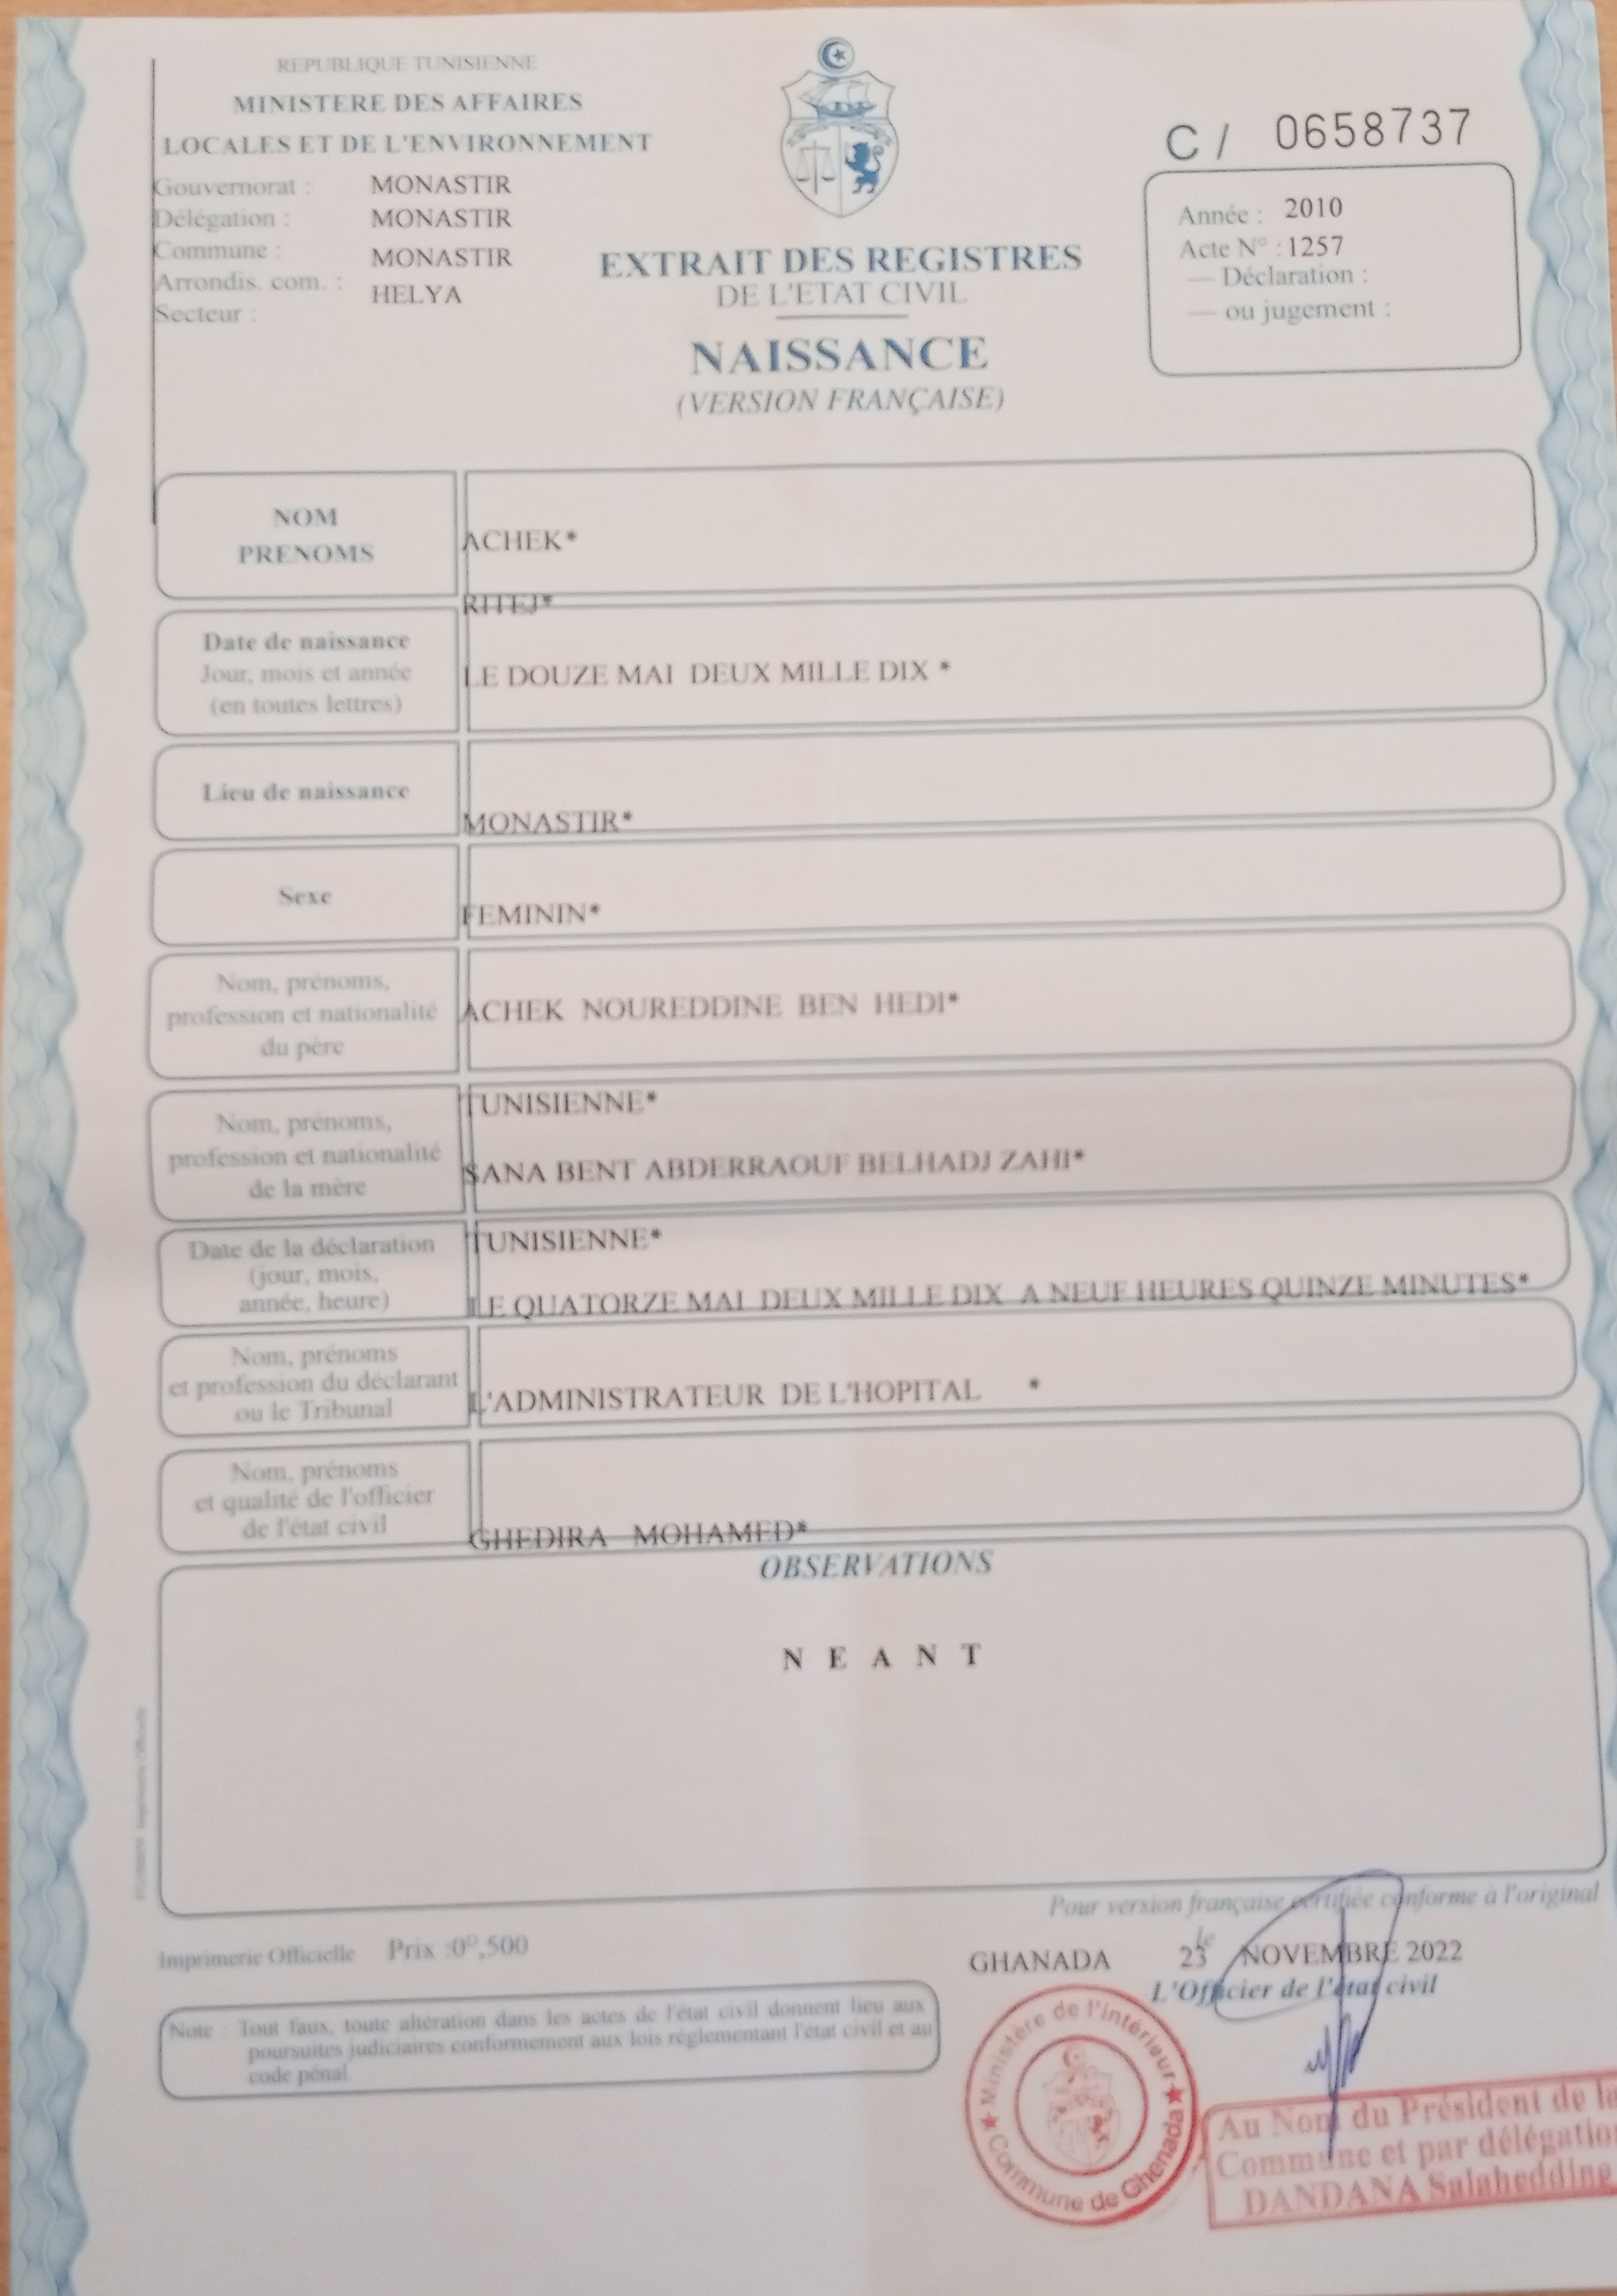 REPUBLIQUE TUNISIENNE
MINISTERE DES AFFAIRES
LOCALES ET DE L'ENVIRONNEMENT
Gouvernorat : MONASTIR
Délégation : MONASTIR
Commune : MONASTIR
Arrondis. com. : HELYA
Secteur :
C / 0658737
Année : 2010
Acte N° : 1257
— Déclaration :
— ou jugement :
EXTRAIT DES REGISTRES
DE L'ETAT CIVIL
NAISSANCE
(VERSION FRANÇAISE)
NOM
PRENOMS
ACHEK*
RITEJ*
Date de naissance
Jour, mois et année
(en toutes lettres)
LE DOUZE MAI DEUX MILLE DIX *
Lieu de naissance
MONASTIR*
Sexe
FEMININ*
Nom, prénoms,
profession et nationalité
du père
ACHEK NOUREDDINE BEN HEDI*
TUNISIENNE*
Nom, prénoms,
profession et nationalité
de la mère
SANA BENT ABDERRAOUF BELHADJ ZAHI*
TUNISIENNE*
Date de la déclaration
(jour, mois,
année, heure)
LE QUATORZE MAI DEUX MILLE DIX A NEUF HEURES QUINZE MINUTES*
Nom, prénoms
et profession du déclarant
ou le Tribunal
L'ADMINISTRATEUR DE L'HOPITAL *
Nom, prénoms
et qualité de l'officier
de l'état civil
GHEDIRA MOHAMED*
OBSERVATIONS
N E A N T
Pour version française certifiée conforme à l'original
Imprimerie Officielle Prix :0ᴰ,500
GHANADA le 23 NOVEMBRE 2022
L'Officier de l'état civil
Note : Tout faux, toute altération dans les actes de l'état civil donnent lieu aux
poursuites judiciaires conformement aux lois réglementant l'état civil et au
code pénal
Ministère de l'intérieur
Commune de Ghenada
Au Nom du Président de la
Commune et par délégation
DANDANA Salaheddine